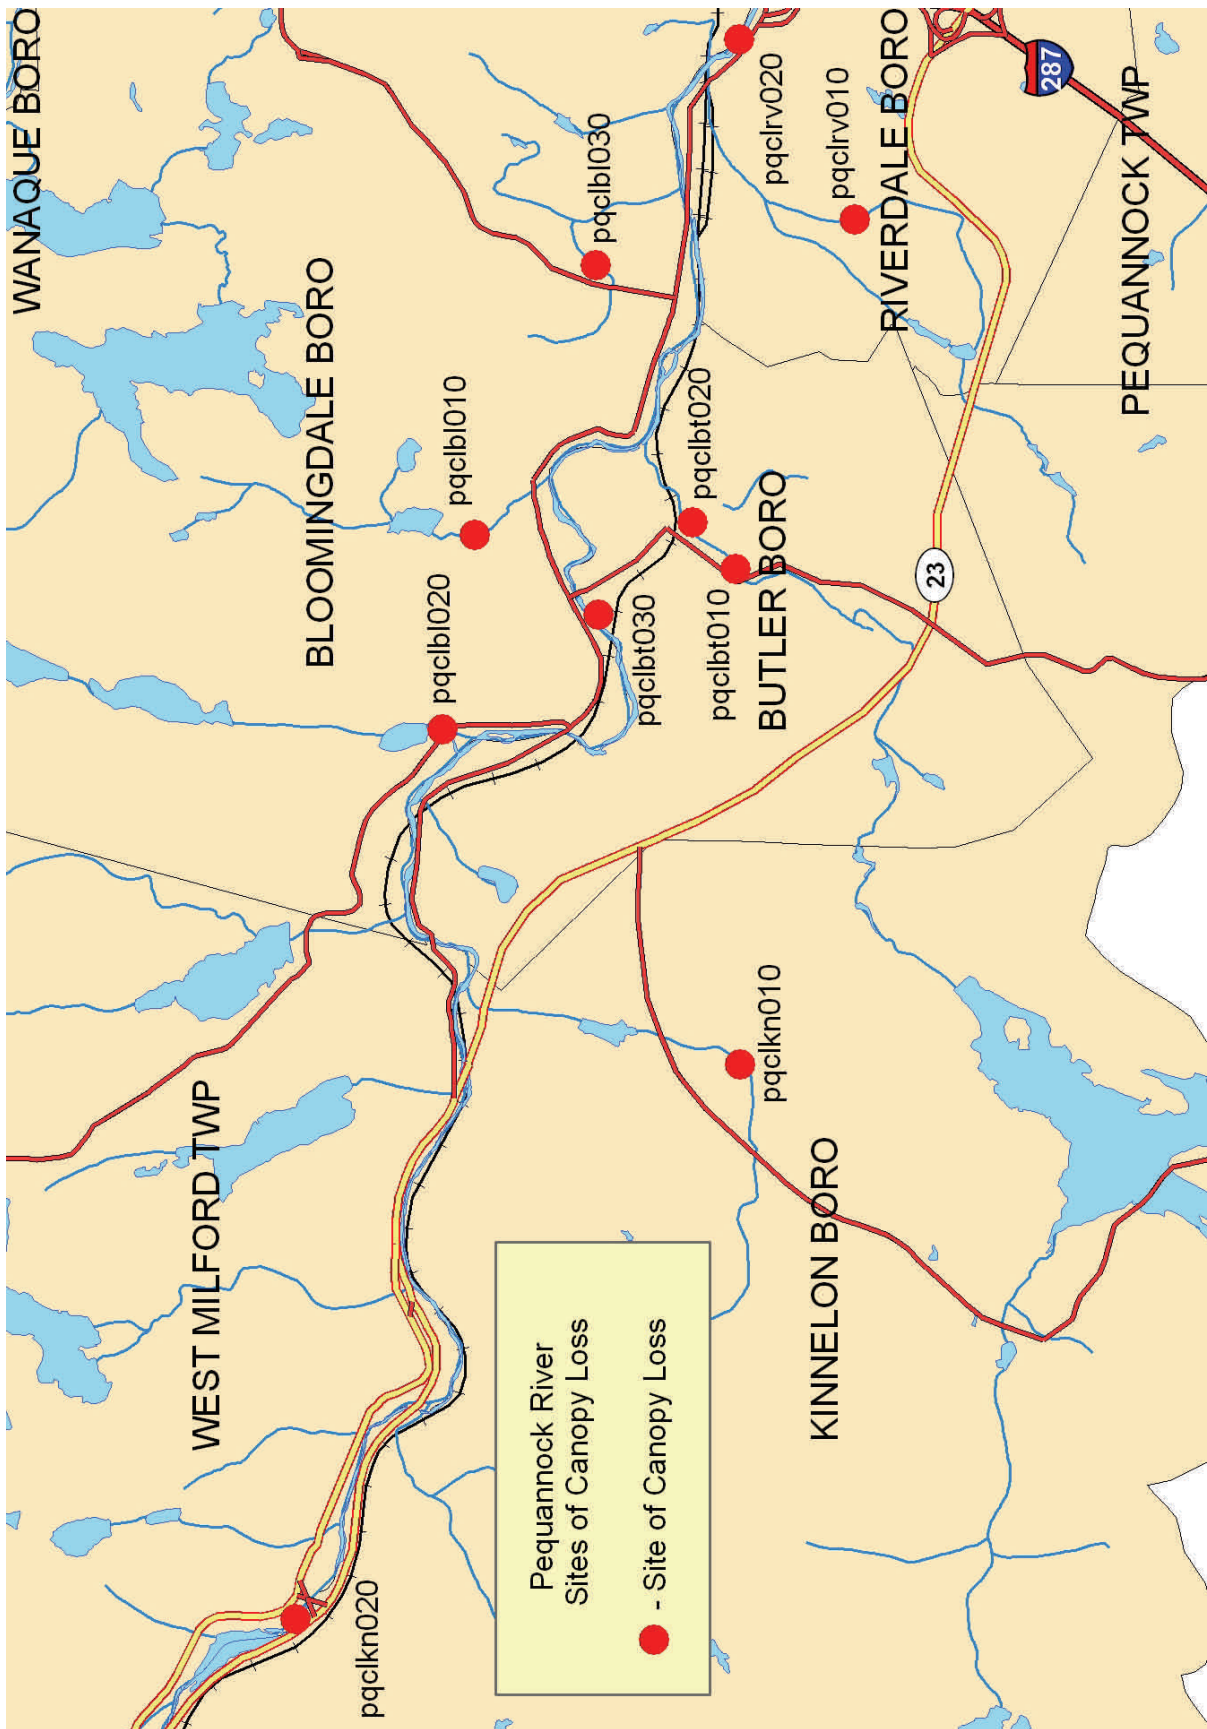 WANAQUE BORO
BLOOMINGDALE BORO
WEST MILFORD TWP
pqclbl030
pqclbl010
pqclbl020
pqclkn020
287
pqclrv020
pqclrv010
RIVERDALE BORO
PEQUANNOCK TWP
pqclbt020
pqclbt030
pqclbt010
BUTLER BORO
23
pqclkn010
KINNELON BORO
Pequannock River
Sites of Canopy Loss
- Site of Canopy Loss